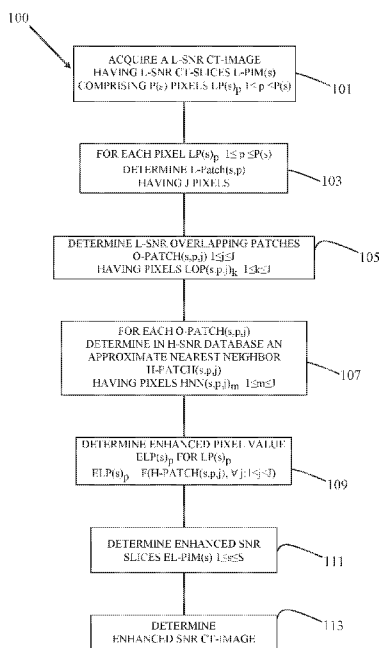 100
ACQUIRE A L-SNR CT-IMAGE
HAVING L-SNR CT-SLICES L-PIM(s)
COMPRISING P(s) PIXELS LP(s)p 1≤ p ≤P(s)
101
FOR EACH PIXEL LP(s)p 1≤ p ≤P(s)
DETERMINE L-Patch(s,p)
HAVING J PIXELS
103
DETERMINE L-SNR OVERLAPPING PATCHES
O-PATCH(s,p,j) 1≤j≤J
HAVING PIXELS LOP(s,p,j)k 1≤k≤J
105
FOR EACH O-PATCH(s,p,j)
DETERMINE IN H-SNR DATABASE AN
APPROXIMATE NEAREST NEIGHBOR
H-PATCH(s,p,j)
HAVING PIXELS HNN(s,p,j)m 1≤m≤J
107
DETERMINE ENHANCED PIXEL VALUE
ELP(s)p FOR LP(s)p
ELP(s)p F(H-PATCH(s,p,j), ∀ j:1≤j≤J)
109
DETERMINE ENHANCED SNR
SLICES EL-PIM(s) 1≤s≤S
111
DETERMINE
ENHANCED SNR CT-IMAGE
113